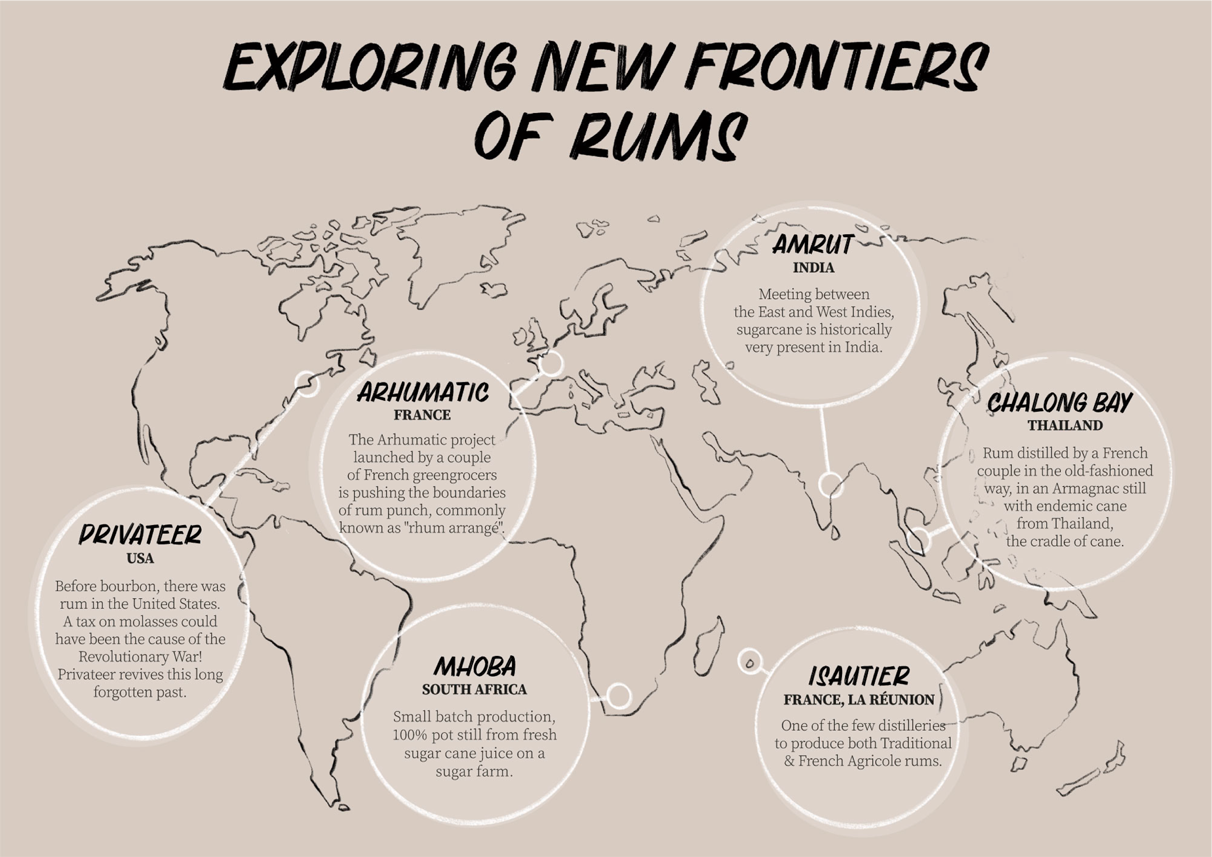 EXPLORING NEW FRONTIERS
OF RUMS
AMRUT
INDIA
Meeting between
the East and West Indies,
sugarcane is historically
very present in India.
ARHUMATIC
FRANCE
The Arhumatic project
launched by a couple
of French greengrocers
is pushing the boundaries
of rum punch, commonly
known as "rhum arrangé".
CHALONG BAY
THAILAND
Rum distilled by a French
couple in the old-fashioned
way, in an Armagnac still
with endemic cane
from Thailand,
the cradle of cane.
PRIVATEER
USA
Before bourbon, there was
rum in the United States.
A tax on molasses could
have been the cause of the
Revolutionary War!
Privateer revives this long
forgotten past.
MHOBA
SOUTH AFRICA
Small batch production,
100% pot still from fresh
sugar cane juice on a
sugar farm.
ISAUTIER
FRANCE, LA RÉUNION
One of the few distilleries
to produce both Traditional
& French Agricole rums.